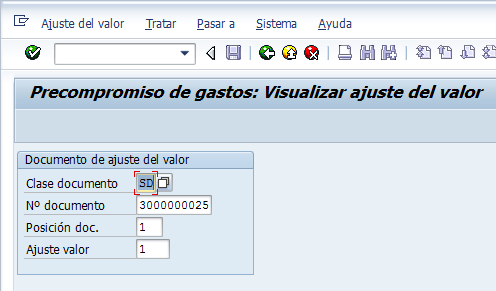 Ajuste del valor Tratar Pasar a Sistema Ayuda
Precompromiso de gastos: Visualizar ajuste del valor
Documento de ajuste del valor
Clase documento SD
Nº documento 3000000025
Posición doc. 1
Ajuste valor 1